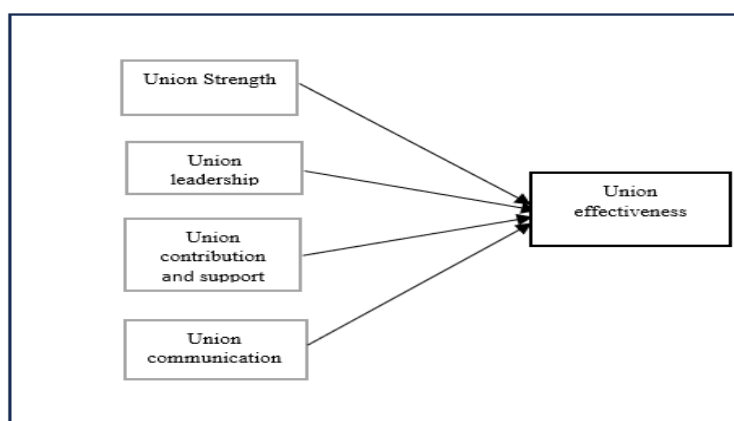 Union Strength
Union
leadership
Union
contribution
and support
Union
communication
Union
effectiveness